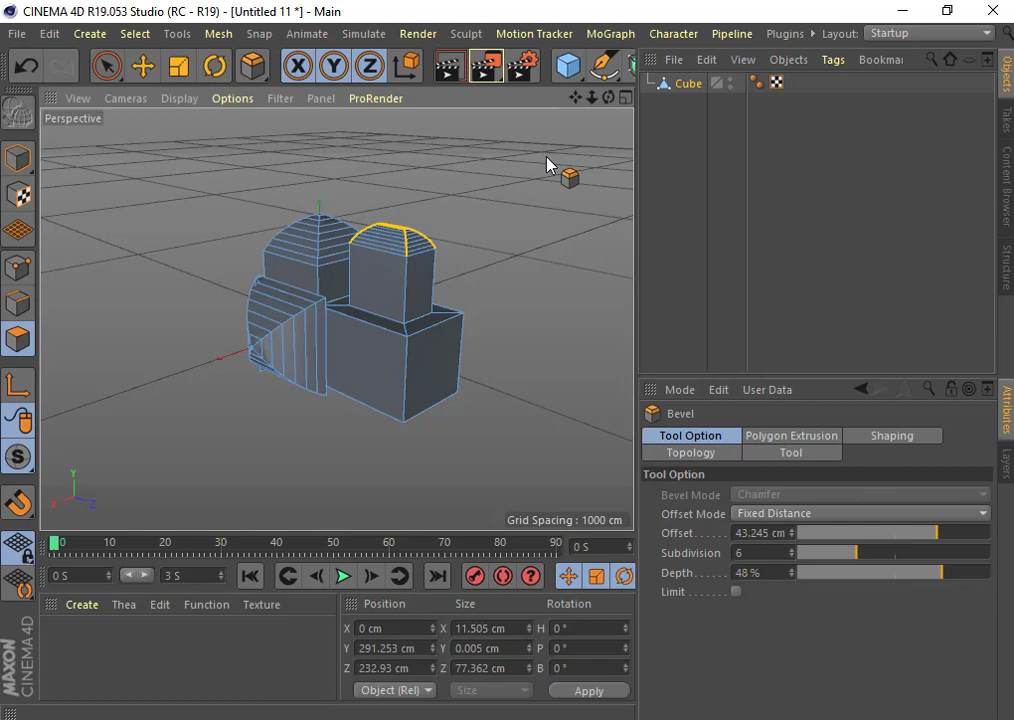 CINEMA 4D R19.053 Studio (RC - R19) - [Untitled 11 *] - Main
File Edit Create Select Tools Mesh Snap Animate Simulate Render Sculpt Motion Tracker MoGraph Character Pipeline Plugins Layout: Startup
X Y Z
File Edit View Objects Tags Bookmar
View Cameras Display Options Filter Panel ProRender
Cube
Perspective
Objects
Takes
Content Browser
Structure
Mode Edit User Data
Bevel
Tool Option Polygon Extrusion Shaping
Topology Tool
Tool Option
Bevel Mode Chamfer
Offset Mode Fixed Distance
Offset 43.245 cm
Subdivision 6
Depth 48 %
Limit
Attributes
Layers
S
Y
X
Z
Grid Spacing : 1000 cm
0 10 20 30 40 50 60 70 80 90 0 S
0 S 3 S
Create Thea Edit Function Texture
Position Size Rotation
X 0 cm X 11.505 cm H 0 °
Y 291.253 cm Y 0.005 cm P 0 °
Z 232.93 cm Z 77.362 cm B 0 °
Object (Rel) Size Apply
MAXON CINEMA 4D